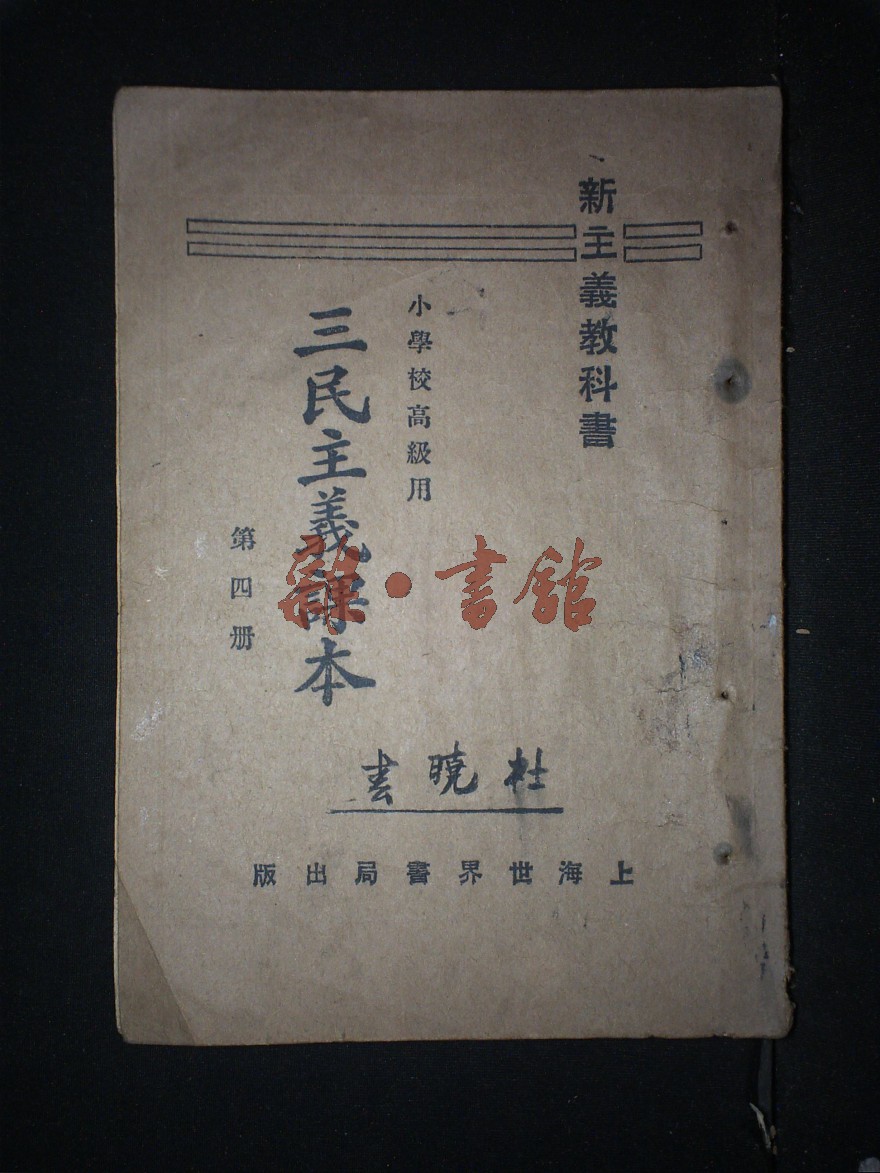 新主義教科書
小學校高級用
三民主義課本
第四册
杜曉雲
上海世界書局出版
雜·書館